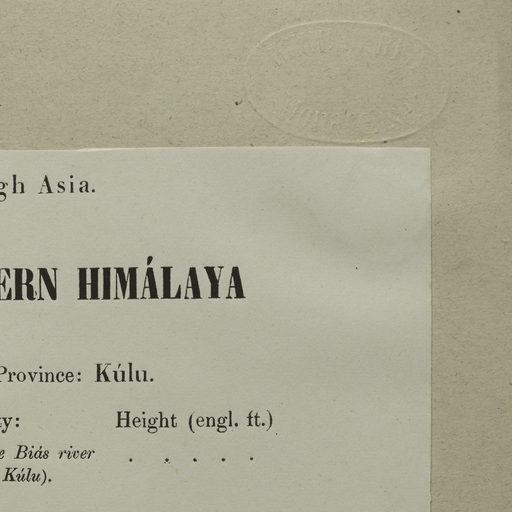 gh Asia.
ERN HIMÁLAYA
Province: Kúlu.
y: Height (engl. ft.)
e Biás river . . . . .
Kúlu).